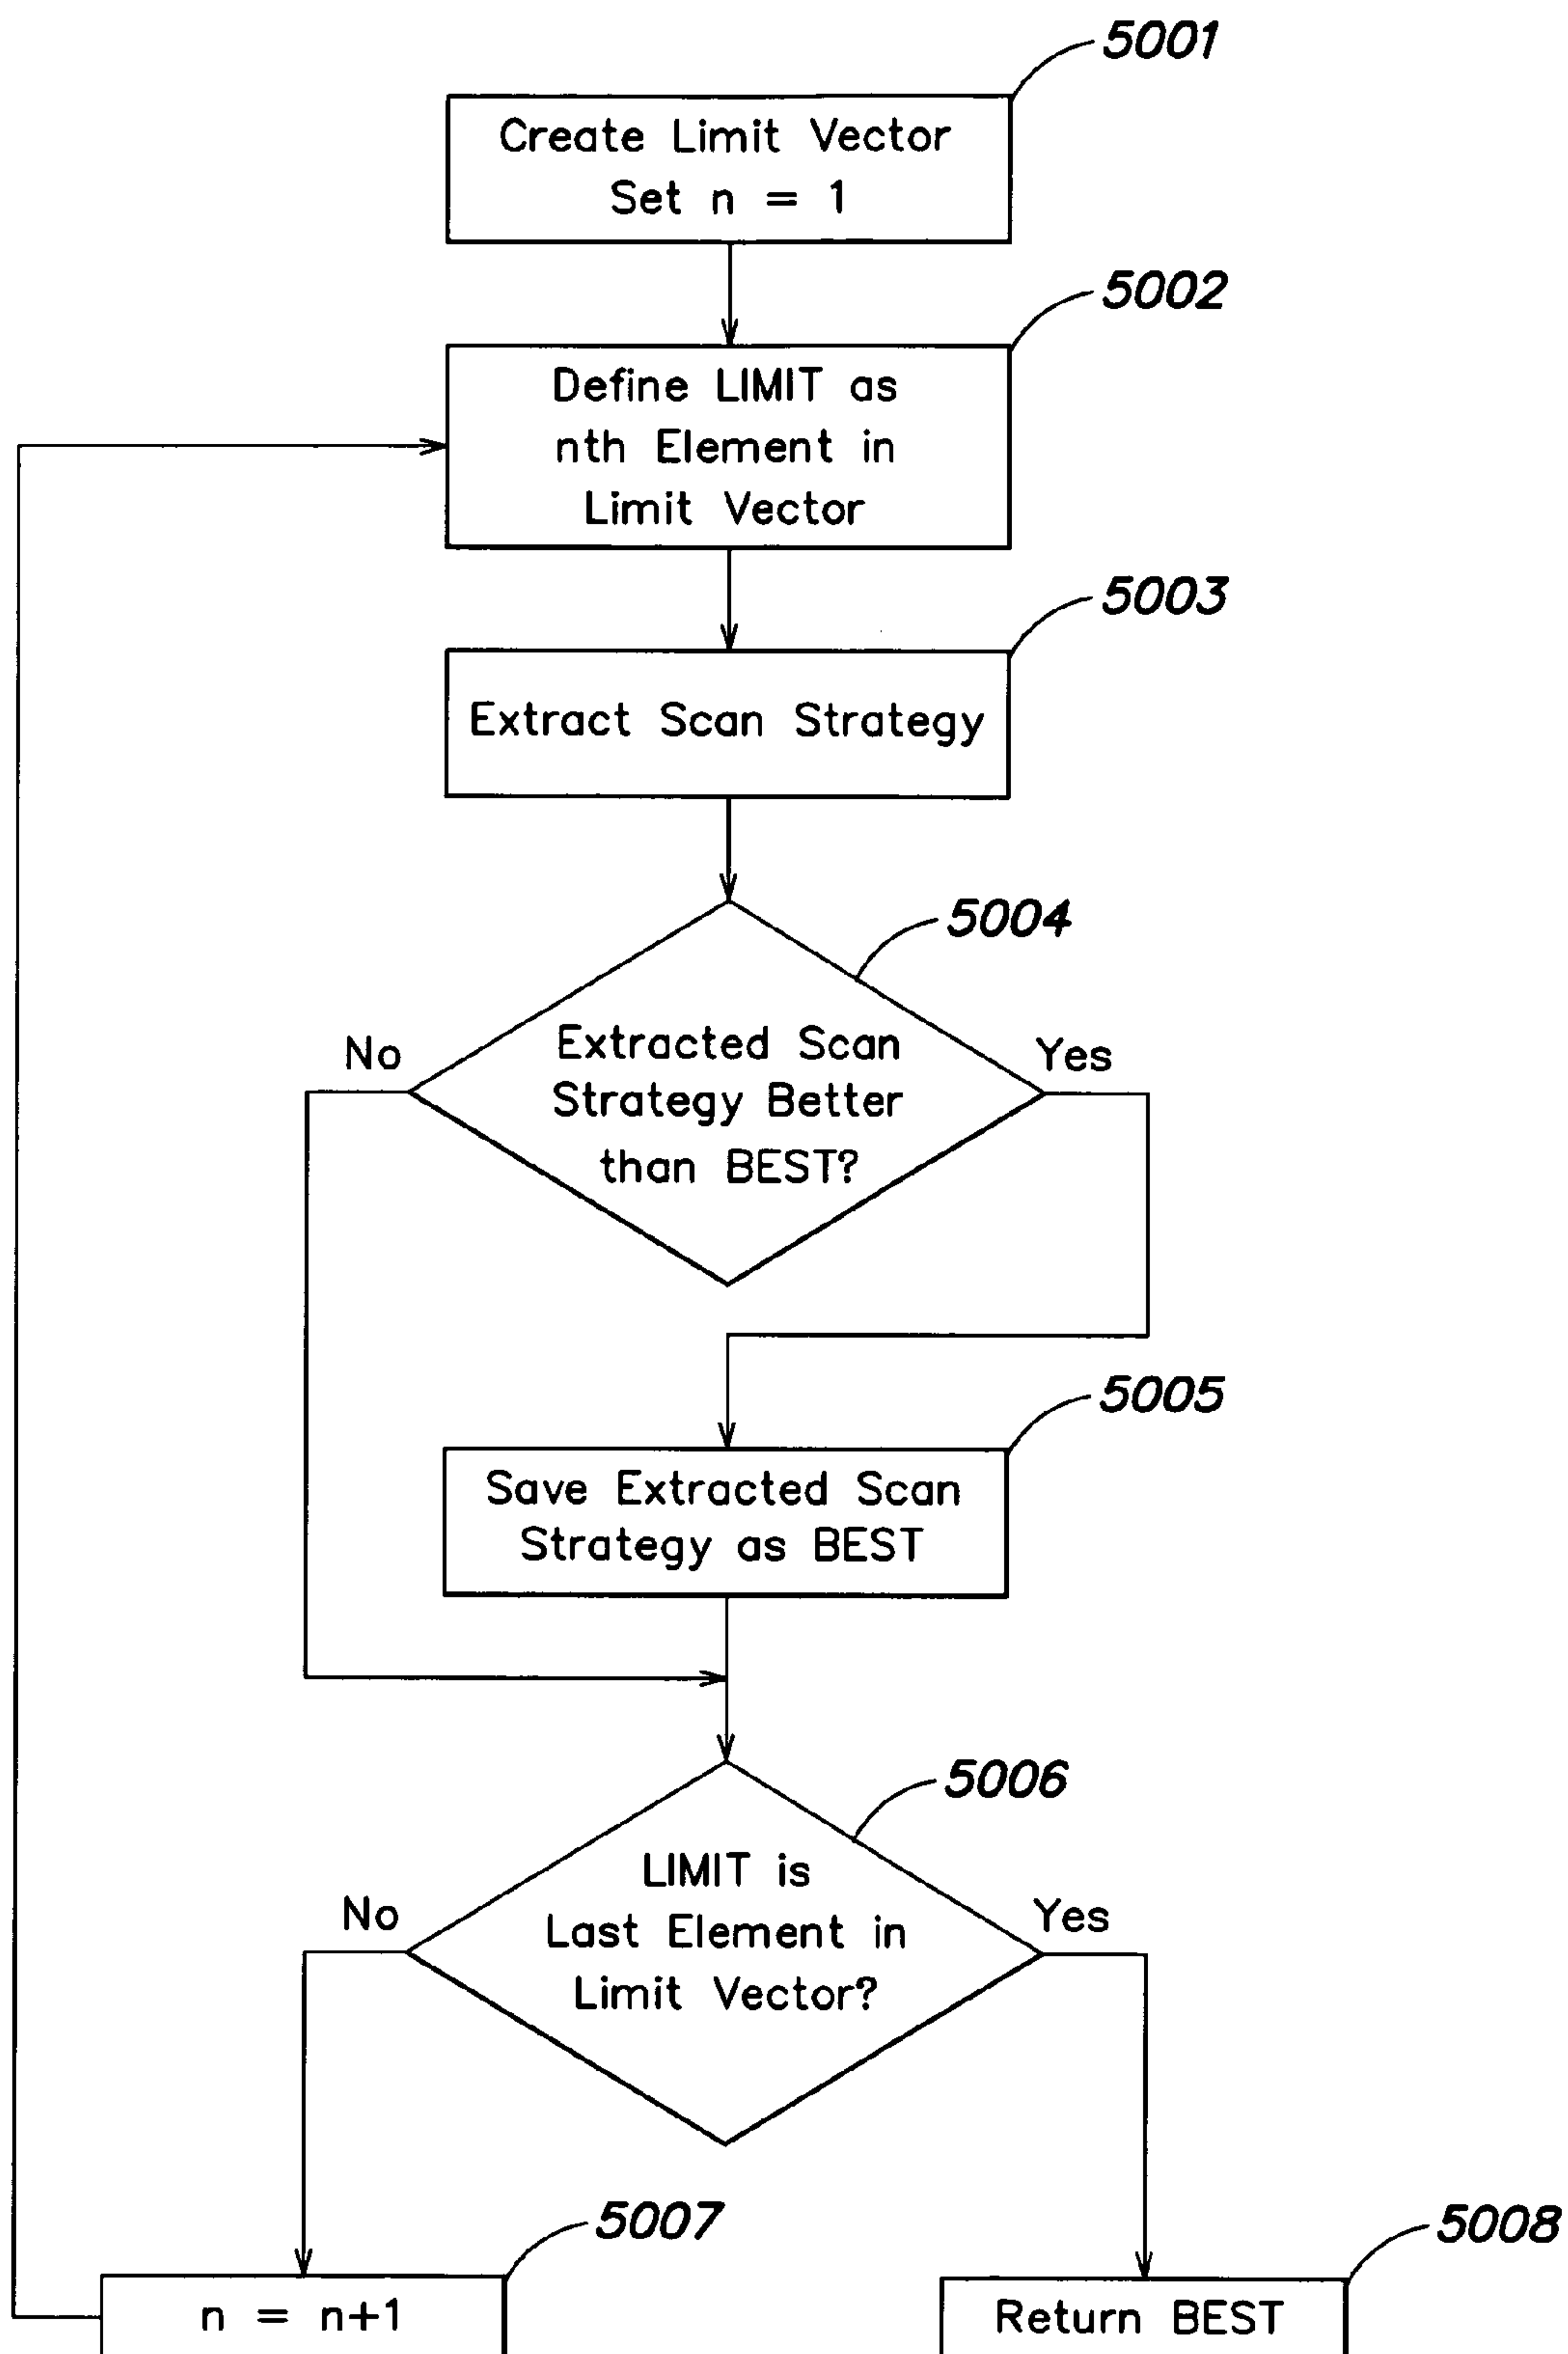 5001
Create Limit Vector
Set n = 1
5002
Define LIMIT as
nth Element in
Limit Vector
5003
Extract Scan Strategy
5004
No
Extracted Scan
Strategy Better
than BEST?
Yes
5005
Save Extracted Scan
Strategy as BEST
5006
No
LIMIT is
Last Element in
Limit Vector?
Yes
5007
n = n+1
5008
Return BEST